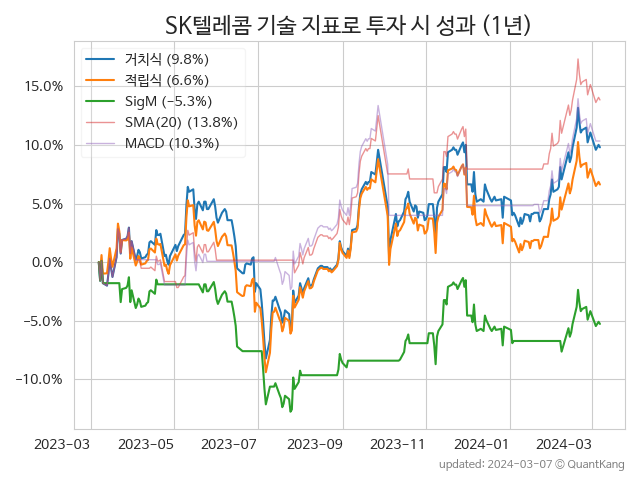 SK텔레콤 기술 지표로 투자 시 성과 (1년)
거치식 (9.8%)
적립식 (6.6%)
SigM (−5.3%)
SMA(20) (13.8%)
MACD (10.3%)
15.0%
10.0%
5.0%
0.0%
−5.0%
−10.0%
2023−03 2023−05 2023−07 2023−09 2023−11 2024−01 2024−03
updated: 2024−03−07 © QuantKang